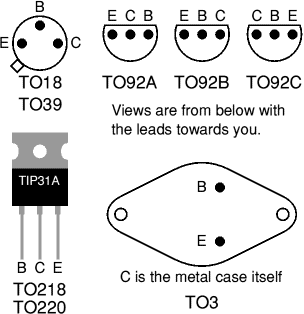 B
E C
TO18
TO39
E C B
TO92A
E B C
TO92B
C B E
TO92C
Views are from below with
the leads towards you.
TIP31A
B C E
TO218
TO220
B
E
C is the metal case itself
TO3